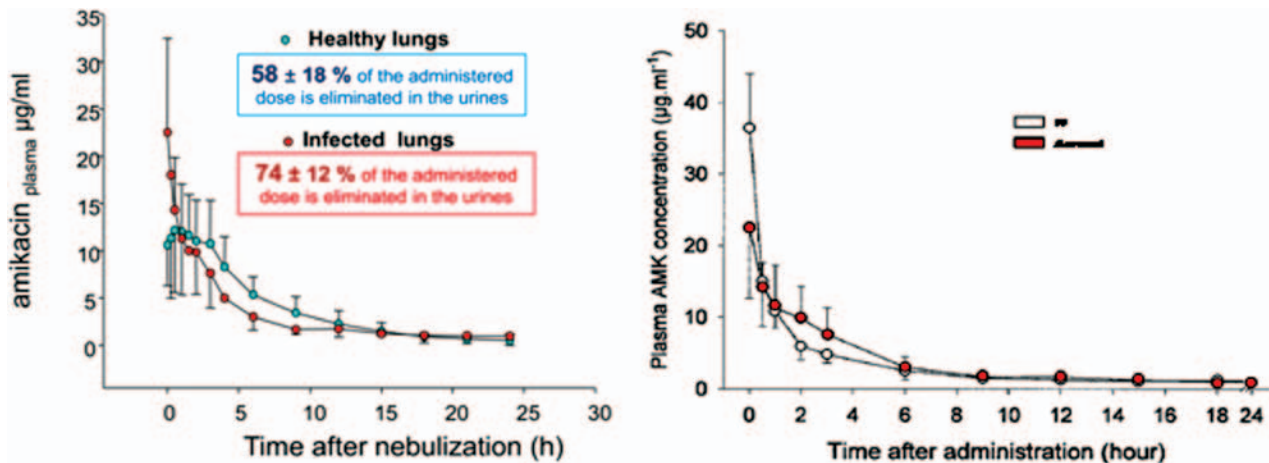 35
30
25
20
15
10
5
0
amikacin plasma µg/ml
Healthy lungs
58 ± 18 % of the administered
dose is eliminated in the urines
Infected lungs
74 ± 12 % of the administered
dose is eliminated in the urines
0 5 10 15 20 25 30
Time after nebulization (h)
50
40
30
20
10
0
Plasma AMK concentration (µg.ml⁻¹)
Aerosol
0 2 4 6 8 10 12 14 16 18 24
Time after administration (hour)